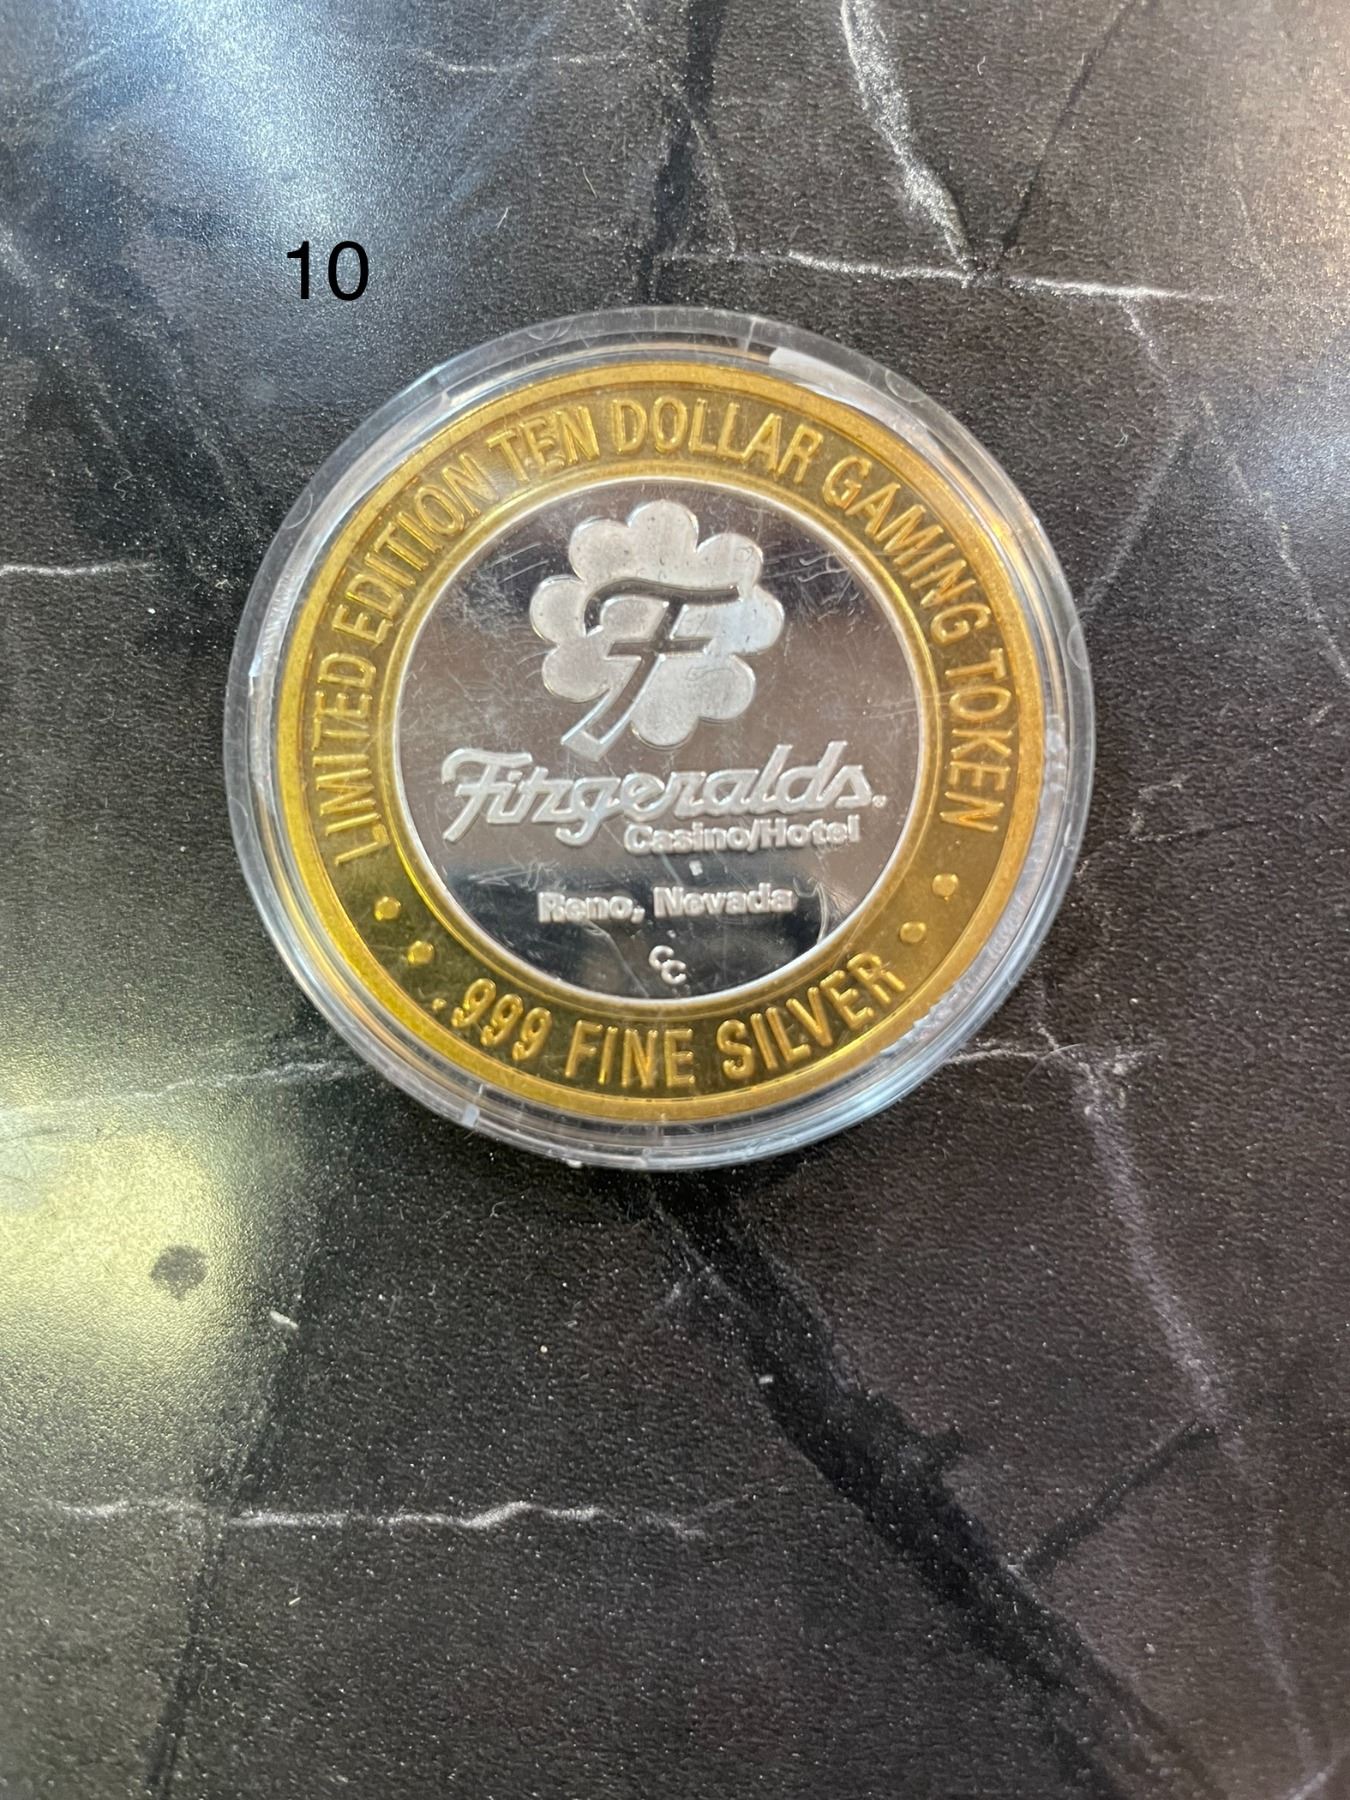 10
LIMITED EDITION TEN DOLLAR GAMING TOKEN
F
Fitzgeralds.
Casino/Hotel
Reno, Nevada
CC
.999 FINE SILVER